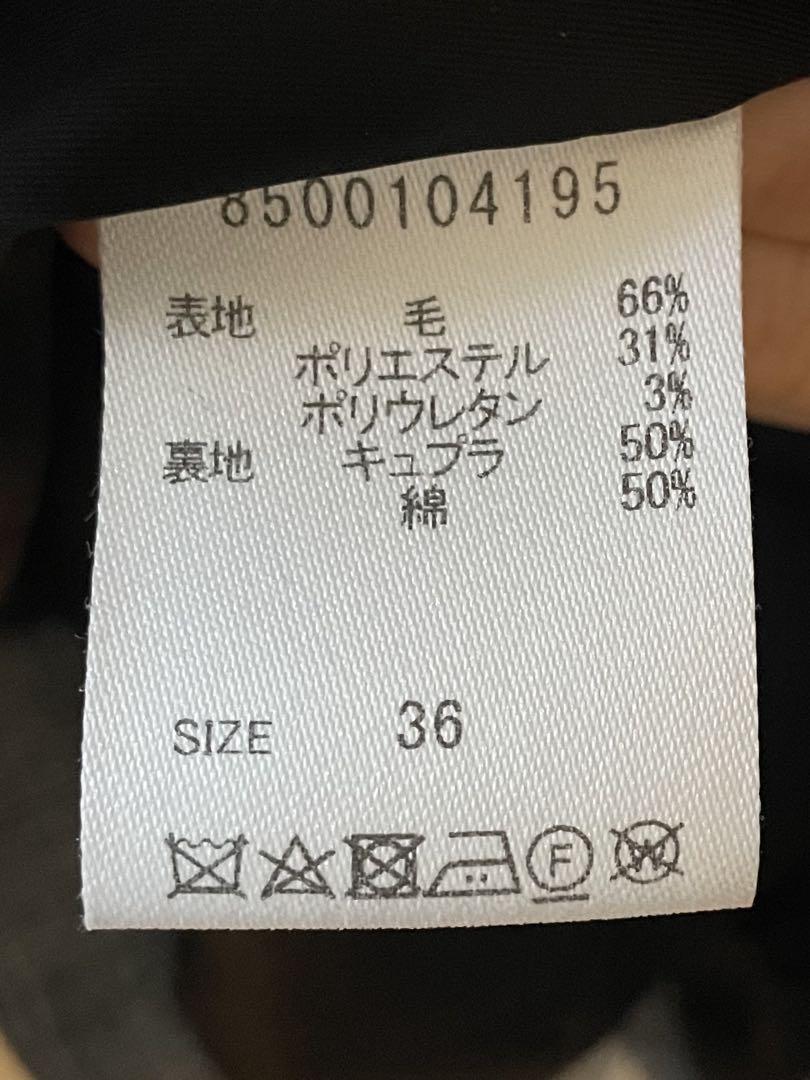 8500104195
表地 毛 66%
ポリエステル 31%
ポリウレタン 3%
裏地 キュプラ 50%
綿 50%
SIZE 36
F W